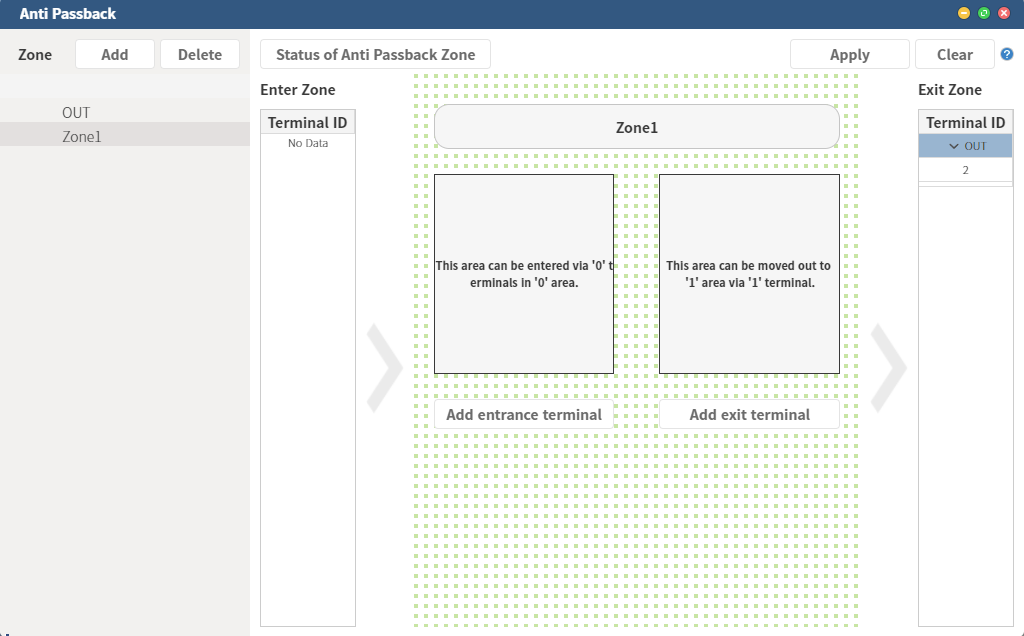 Anti Passback
Zone
Add
Delete
Status of Anti Passback Zone
Apply
Clear
?
OUT
Zone1
Enter Zone
Terminal ID
No Data
Zone1
This area can be entered via '0' t
erminals in '0' area.
Add entrance terminal
This area can be moved out to
'1' area via '1' terminal.
Add exit terminal
Exit Zone
Terminal ID
OUT
2